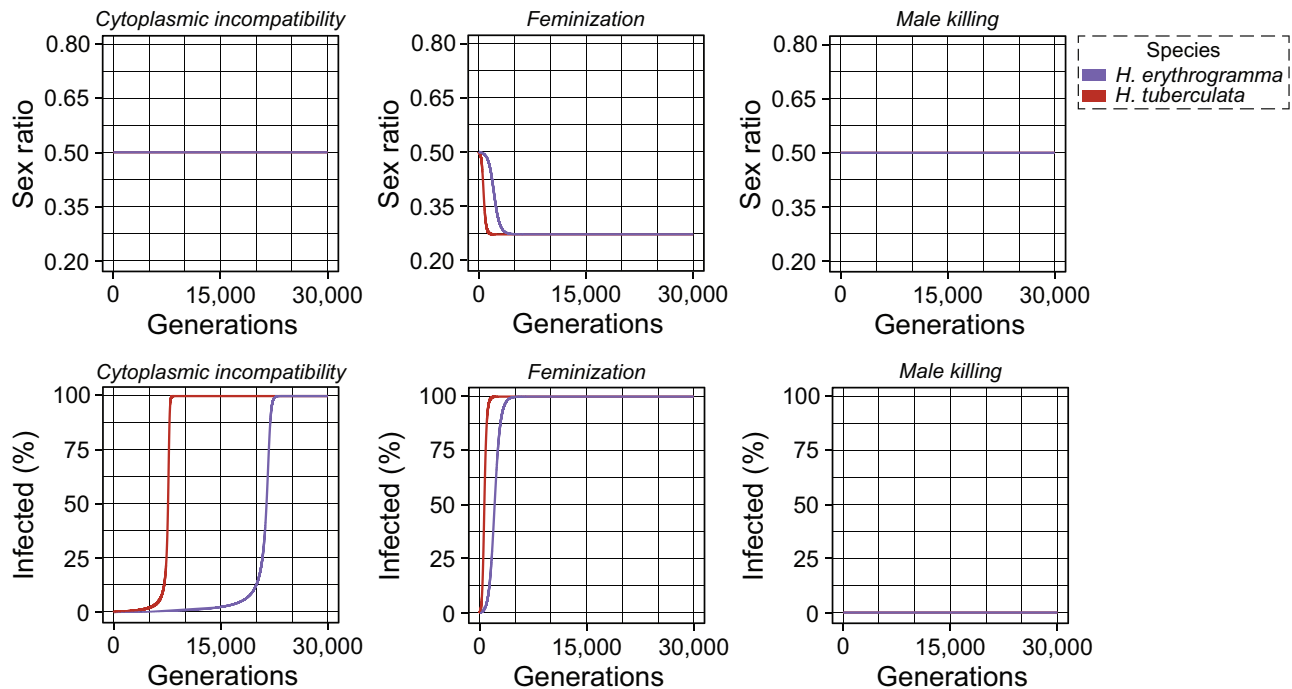 Cytoplasmic incompatibility
Feminization
Male killing
Species
H. erythrogramma
H. tuberculata
Sex ratio
0.80
0.65
0.50
0.35
0.20
0 15,000 30,000
Generations
Sex ratio
0.80
0.65
0.50
0.35
0.20
0 15,000 30,000
Generations
Sex ratio
0.80
0.65
0.50
0.35
0.20
0 15,000 30,000
Generations
Cytoplasmic incompatibility
Feminization
Male killing
Infected (%)
100
75
50
25
0
0 15,000 30,000
Generations
Infected (%)
100
75
50
25
0
0 15,000 30,000
Generations
Infected (%)
100
75
50
25
0
0 15,000 30,000
Generations